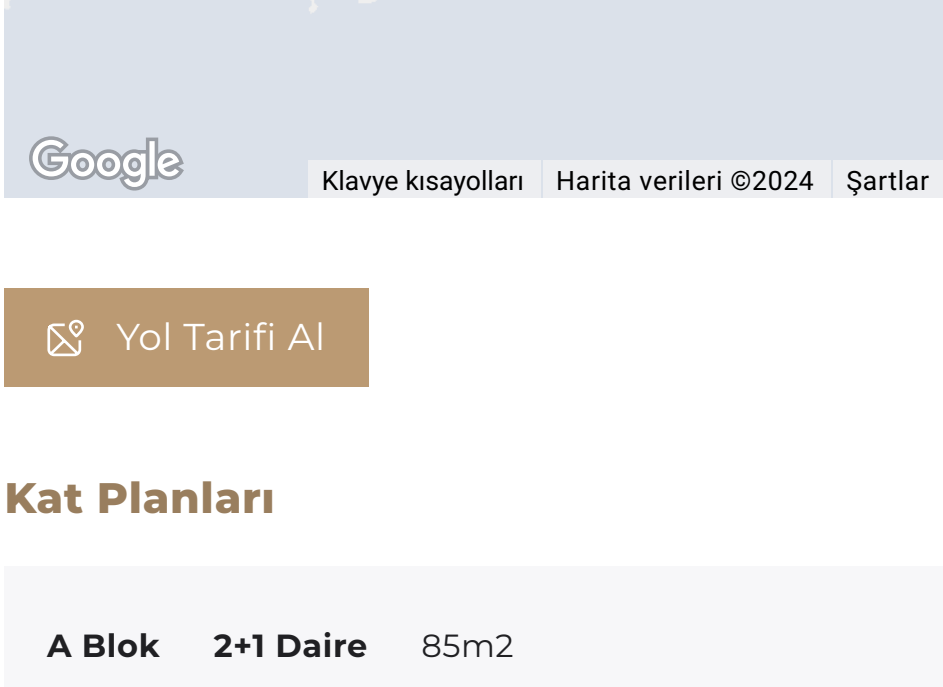 Google
Klavye kısayolları Harita verileri ©2024 Şartlar
Yol Tarifi Al
Kat Planları
A Blok 2+1 Daire 85m2